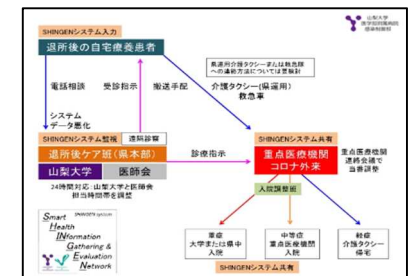 山梨大学
医学部附属病院
感染制御部
SHINGENシステム入力
退所後の自宅療養患者
県運用介護タクシーまたは救急隊
への連絡方法については要検討
電話相談
受診指示
搬送手配
介護タクシー(県運用)
救急車
システム
データ悪化
SHINGENシステム監視
遠隔診察
SHINGENシステム共有
退所後ケア班(県本部)
山梨大学
医師会
診療指示
重点医療機関
コロナ外来
重点医療機関
連絡会議で
当番調整
24時間対応:山梨大学と医師会
担当時間帯を調整
入院調整班
SHINGEN system
Smart
Health
INformation
Gathering &
Evaluation
Network
重症
大学または県中
入院
中等症
重点医療機関
入院
軽症
介護タクシー
帰宅
SHINGENシステム共有